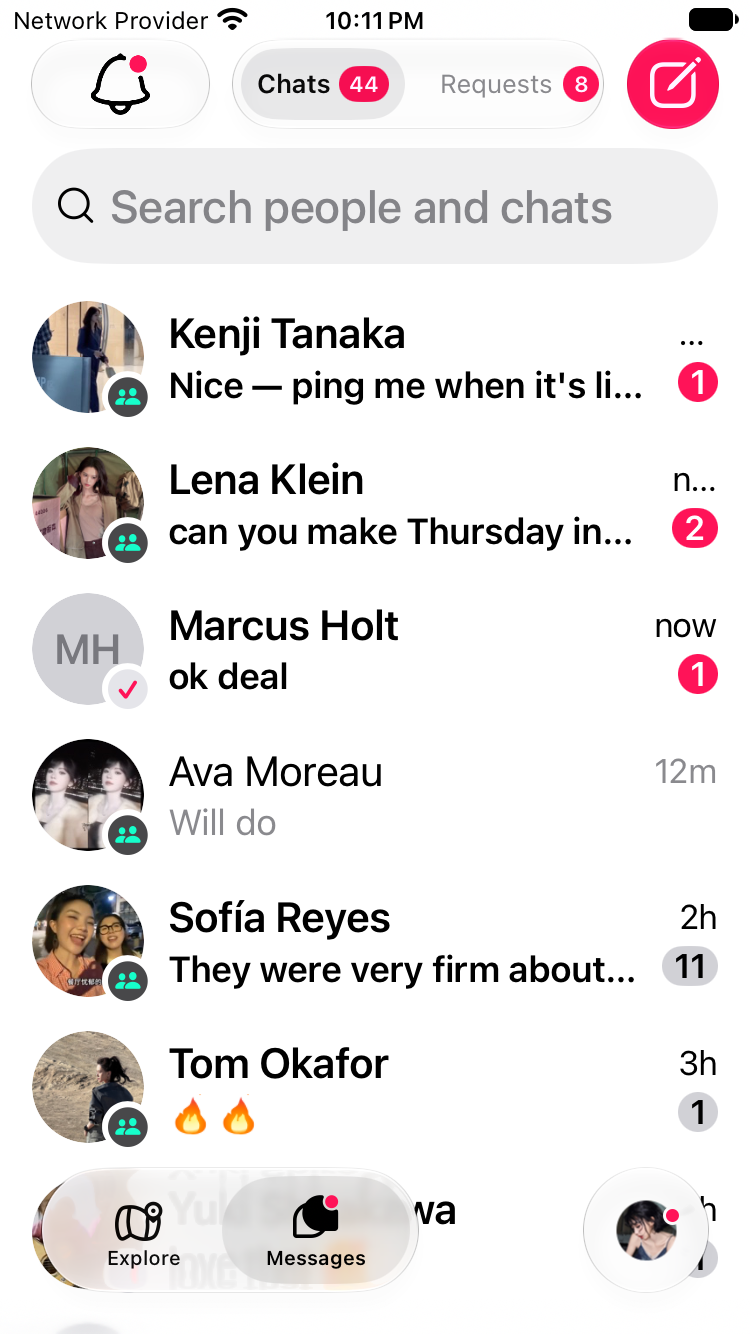 Network Provider 10:11 PM
Chats 44 Requests 8
Search people and chats
Kenji Tanaka ...
Nice — ping me when it's li... 1
Lena Klein n...
can you make Thursday in... 2
MH Marcus Holt now
ok deal 1
Ava Moreau 12m
Will do
Sofía Reyes 2h
They were very firm about... 11
Tom Okafor 3h
🔥 🔥 1
Explore Messages